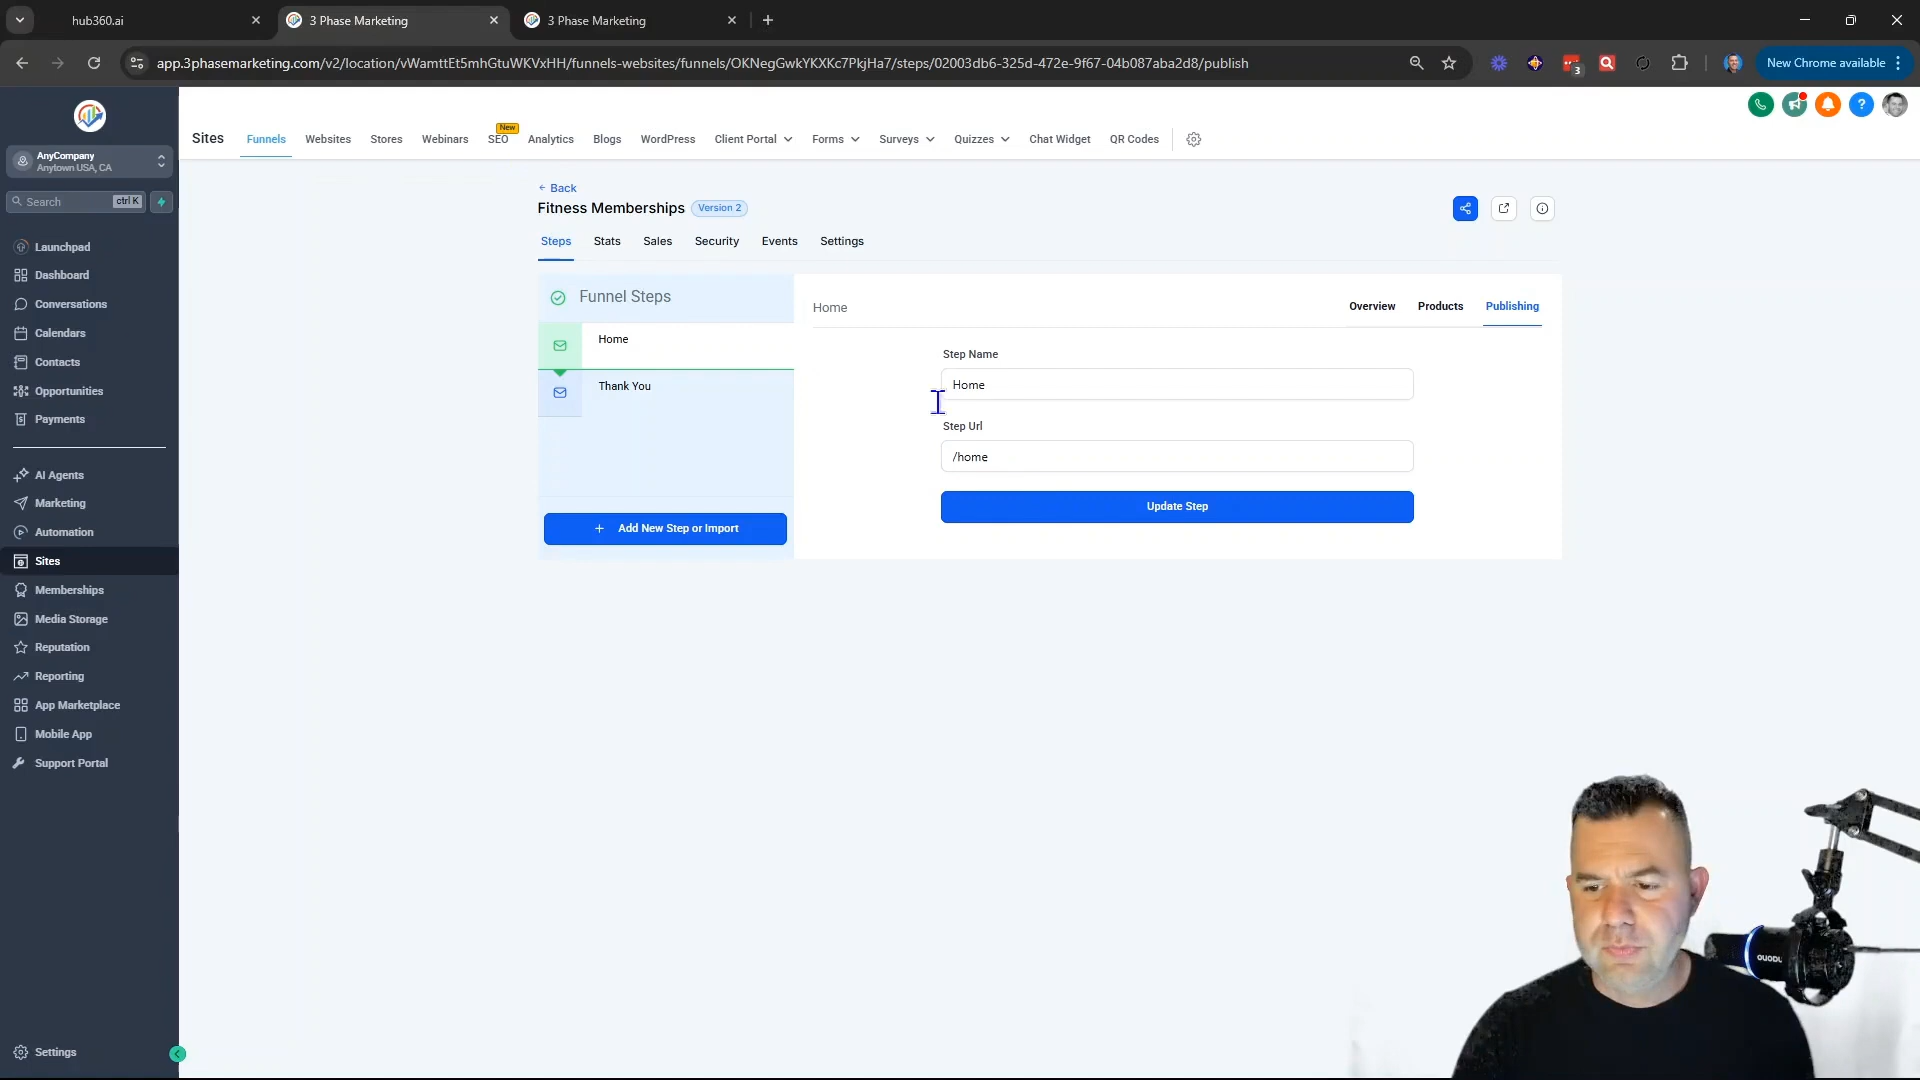 hub360.ai
3 Phase Marketing
3 Phase Marketing
app.3phasemarketing.com/v2/location/vWamttEt5mhGtuWKVxHH/funnels-websites/funnels/OKNegGwkYKXKc7PkjHa7/steps/02003db6-325d-472e-9f67-04b087aba2d8/publish
3
New Chrome available
AnyCompany
Anytown USA, CA
Search
ctrl K
Launchpad
Dashboard
Conversations
Calendars
Contacts
Opportunities
Payments
AI Agents
Marketing
Automation
Sites
Memberships
Media Storage
Reputation
Reporting
App Marketplace
Mobile App
Support Portal
Settings
Sites
Funnels
Websites
Stores
Webinars
New
SEO
Analytics
Blogs
WordPress
Client Portal
Forms
Surveys
Quizzes
Chat Widget
QR Codes
← Back
Fitness Memberships
Version 2
Steps
Stats
Sales
Security
Events
Settings
Funnel Steps
Home
Thank You
+ Add New Step or Import
Home
Overview
Products
Publishing
Step Name
Home
Step Url
/home
Update Step